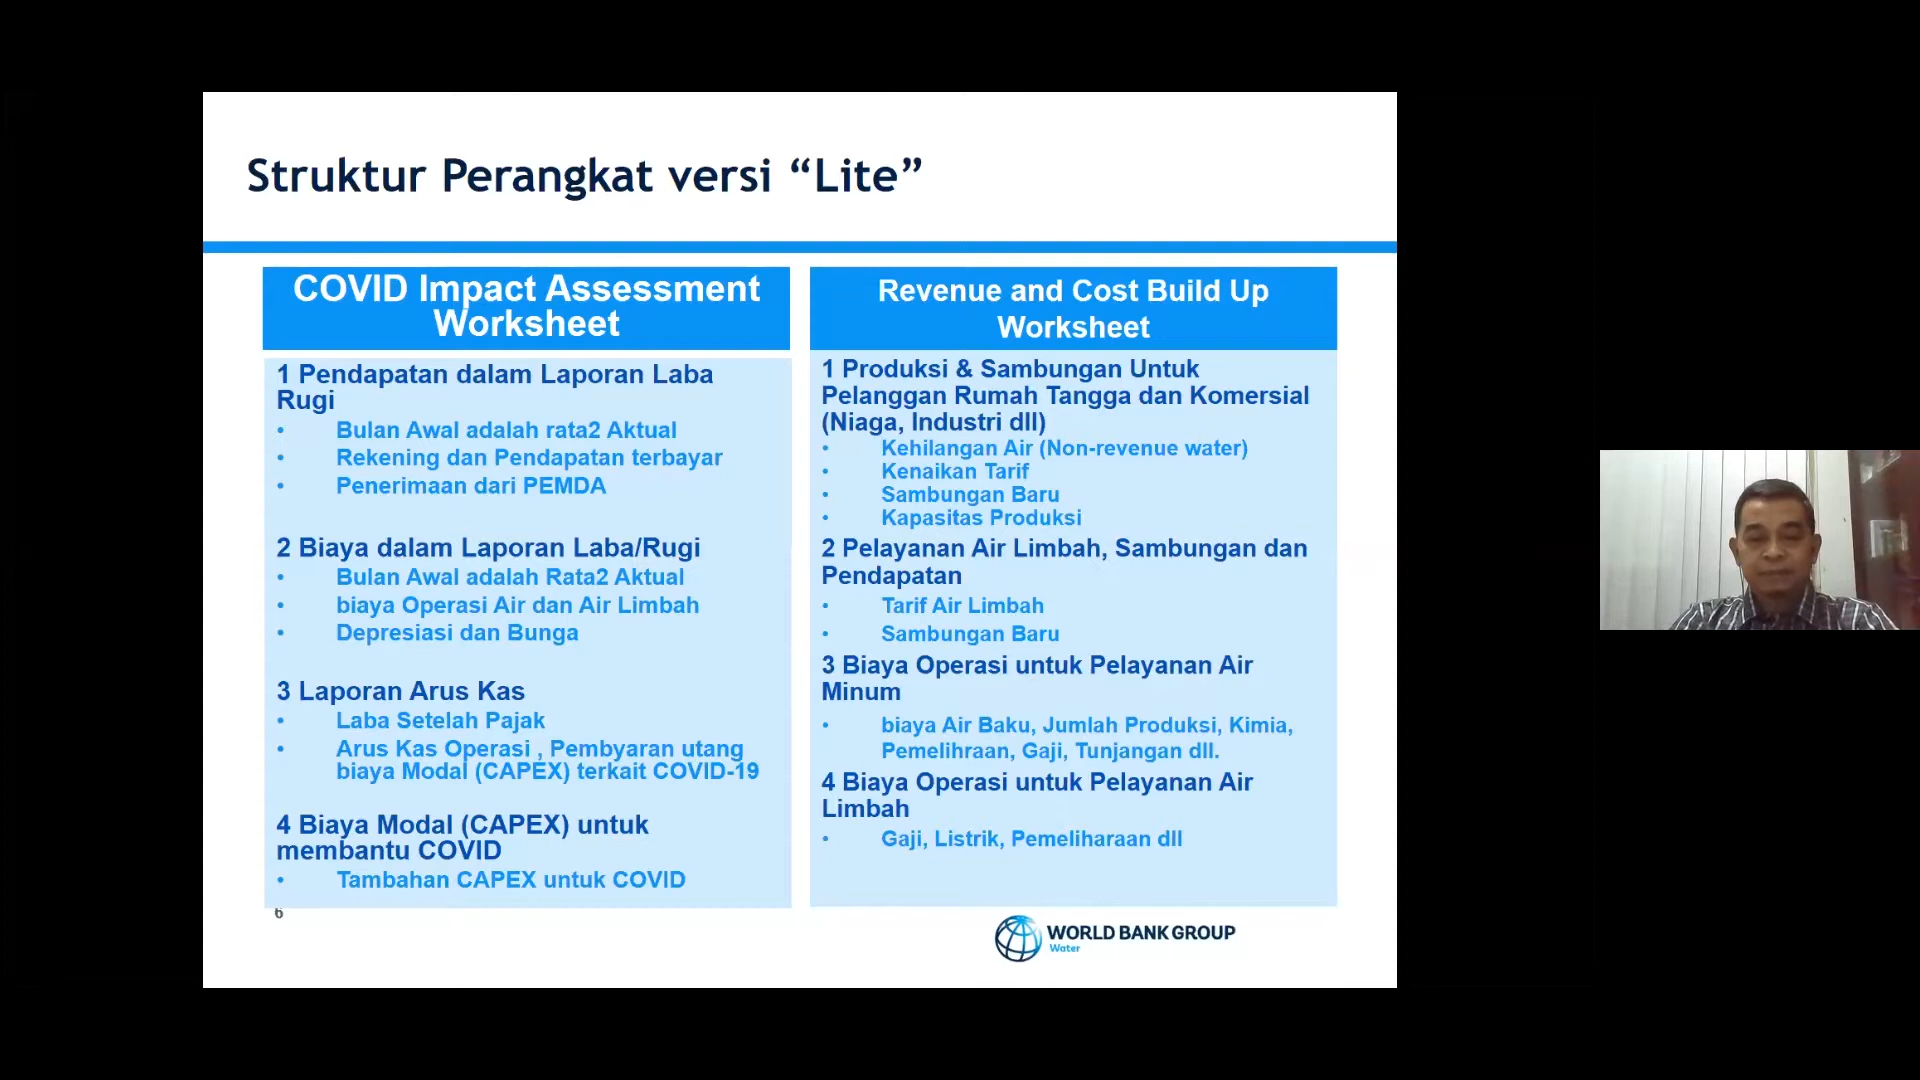 Struktur Perangkat versi “Lite”
COVID Impact Assessment
Worksheet
1 Pendapatan dalam Laporan Laba
Rugi
• Bulan Awal adalah rata2 Aktual
• Rekening dan Pendapatan terbayar
• Penerimaan dari PEMDA
2 Biaya dalam Laporan Laba/Rugi
• Bulan Awal adalah Rata2 Aktual
• biaya Operasi Air dan Air Limbah
• Depresiasi dan Bunga
3 Laporan Arus Kas
• Laba Setelah Pajak
• Arus Kas Operasi , Pembyaran utang
biaya Modal (CAPEX) terkait COVID-19
4 Biaya Modal (CAPEX) untuk
membantu COVID
• Tambahan CAPEX untuk COVID
Revenue and Cost Build Up
Worksheet
1 Produksi & Sambungan Untuk
Pelanggan Rumah Tangga dan Komersial
(Niaga, Industri dll)
• Kehilangan Air (Non-revenue water)
• Kenaikan Tarif
• Sambungan Baru
• Kapasitas Produksi
2 Pelayanan Air Limbah, Sambungan dan
Pendapatan
• Tarif Air Limbah
• Sambungan Baru
3 Biaya Operasi untuk Pelayanan Air
Minum
• biaya Air Baku, Jumlah Produksi, Kimia,
Pemelihraan, Gaji, Tunjangan dll.
4 Biaya Operasi untuk Pelayanan Air
Limbah
• Gaji, Listrik, Pemeliharaan dll
6
WORLD BANK GROUP
Water